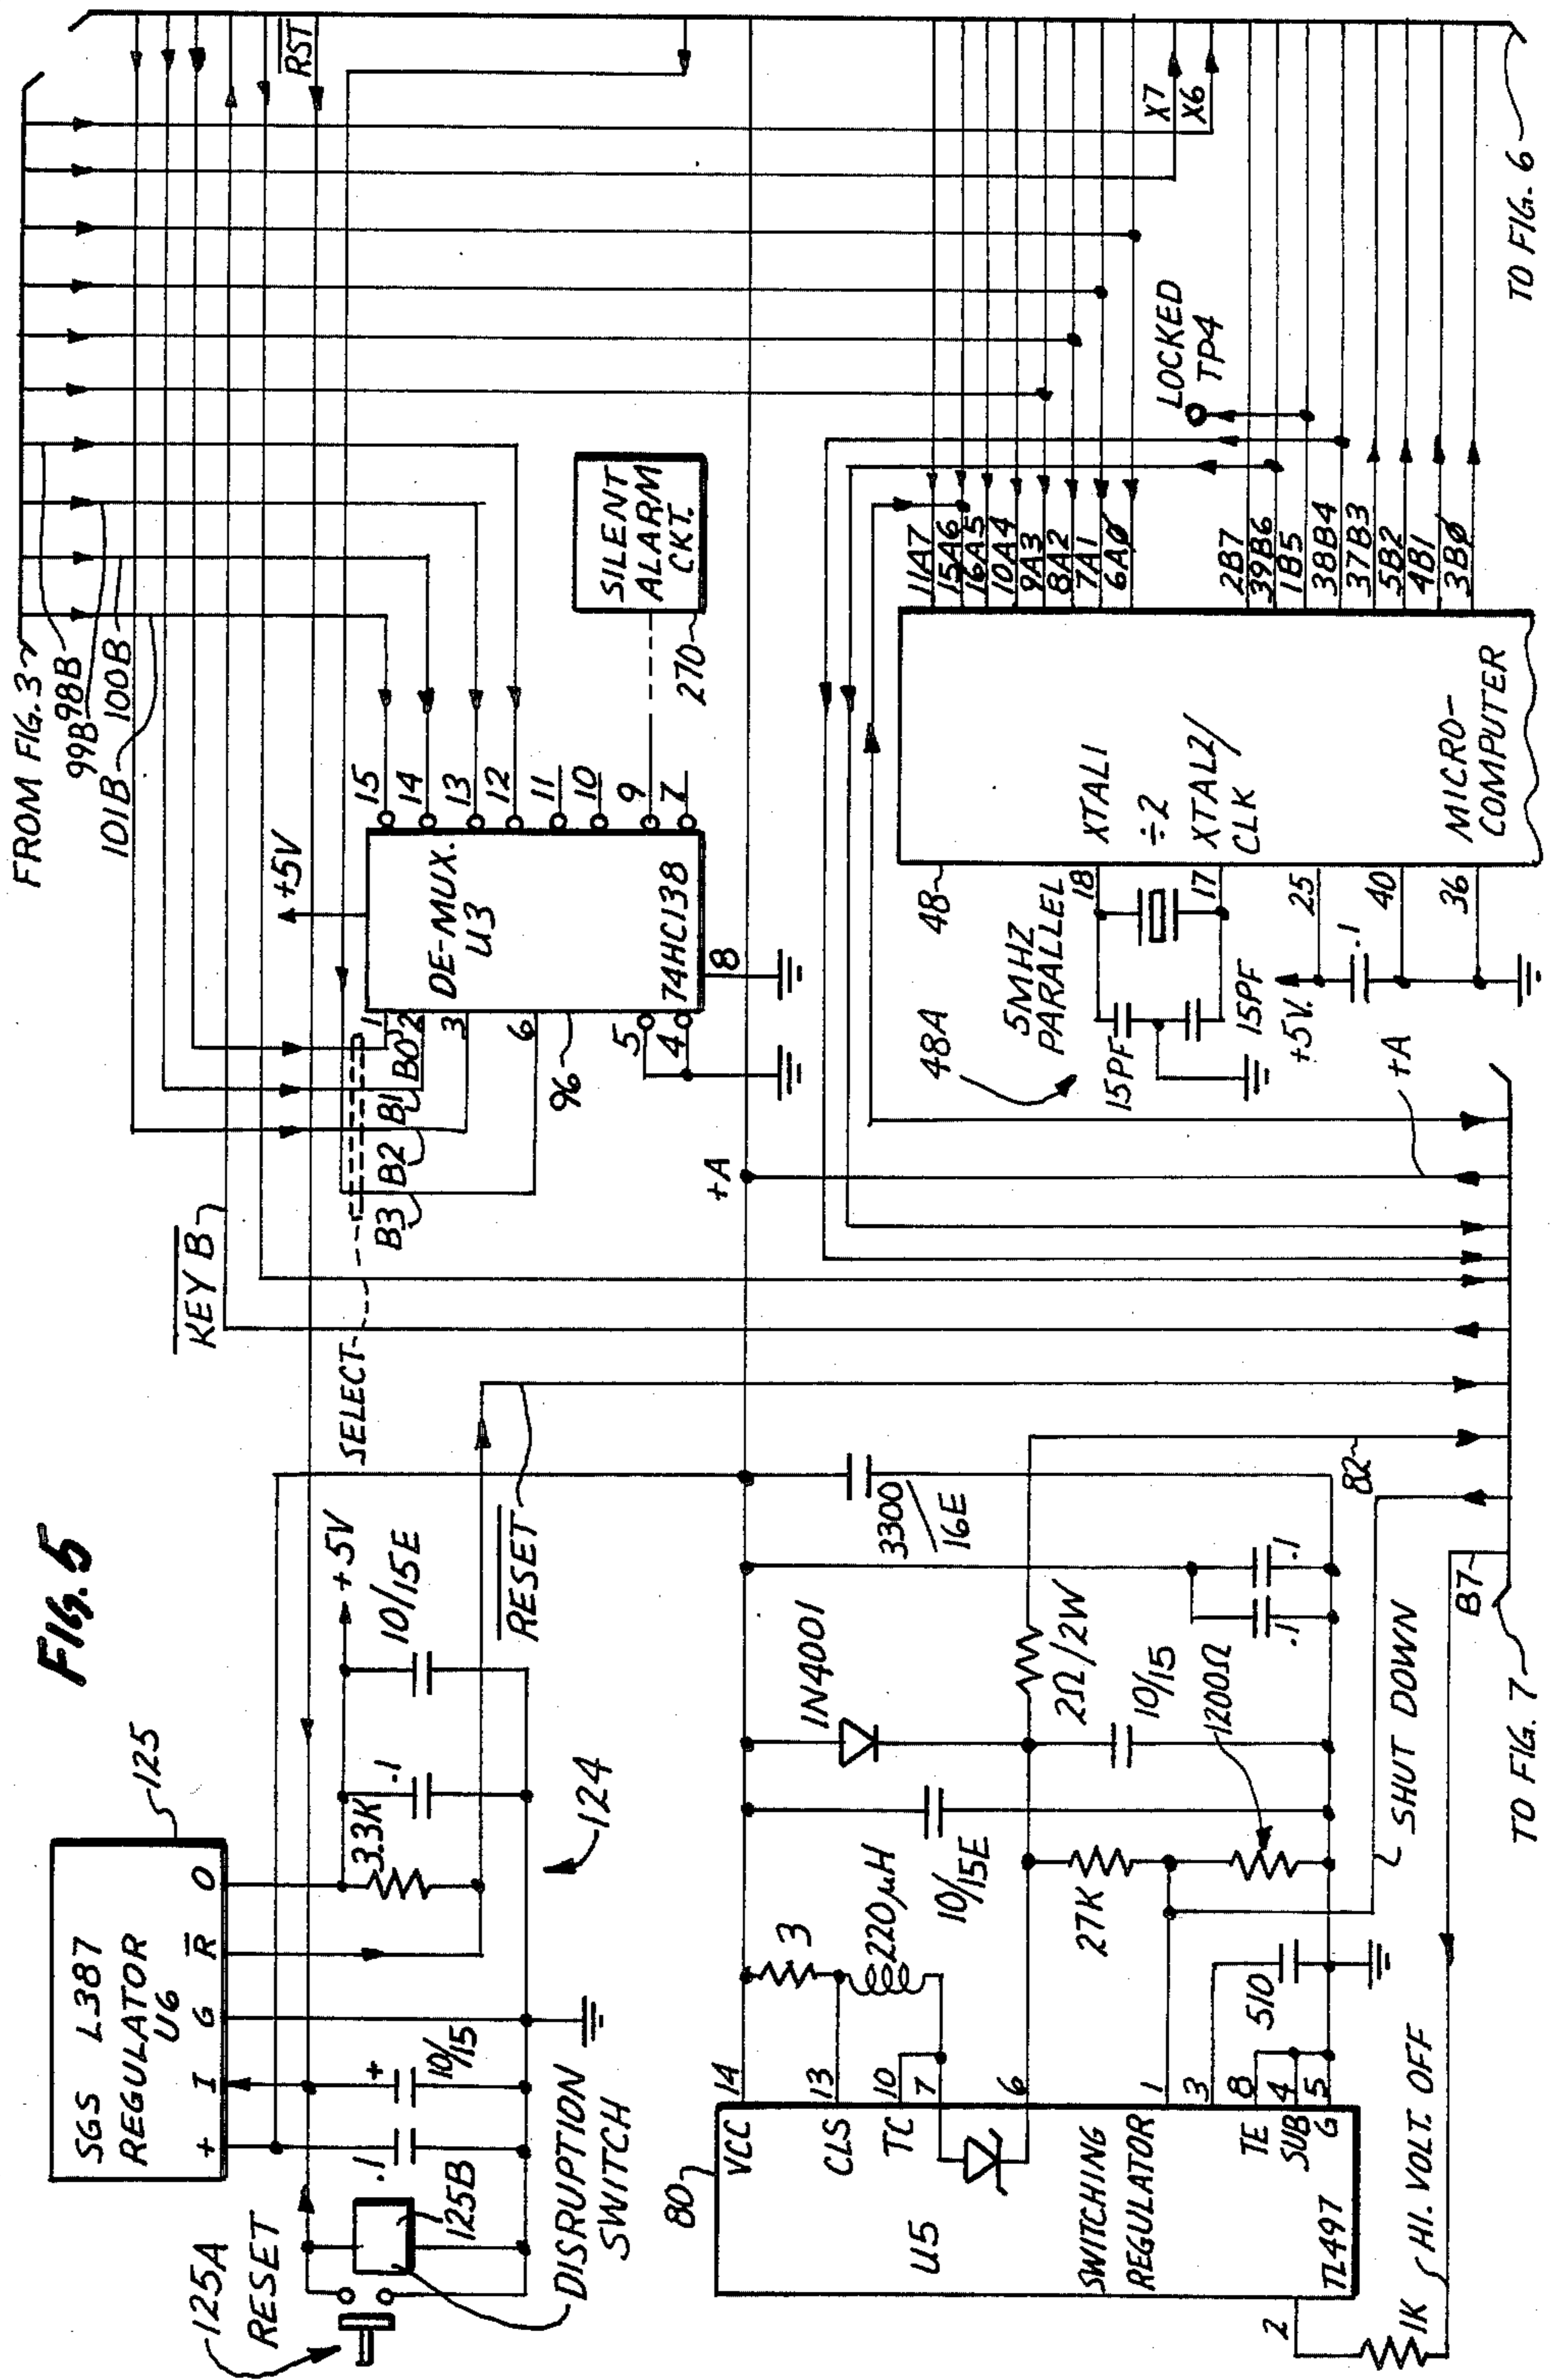 Fig. 5
FROM FIG. 3
99B 98B
101B 100B
RST
KEY B
+5V
DE-MUX.
U3
74HC138
15
14
13
12
11
10
9
7
1
2
3
6
5
4
8
96
B0
B1
B2
B3
SELECT
SILENT
ALARM
CKT.
270
X7
X6
LOCKED
TP4
TO FIG. 6
SGS L387
REGULATOR
U6
+ I G R O
125
125A
RESET
125B
DISRUPTION
SWITCH
.1
+
10/15
3.3K
.1
10/15E
+5V
124
RESET
+A
80
VCC
CLS
TC
U5
SWITCHING
REGULATOR
TE
SUB
G
TL497
14
13
10
7
6
1
3
8
4
5
2
3
220µH
10/15E
1N4001
2Ω/2W
10/15
27K
1200Ω
510
.1
.1
3300
/16E
82
B7
SHUT DOWN
1K
HI. VOLT. OFF
TO FIG. 7
+A
48A
5MHZ
PARALLEL
15PF
15PF
+5V.
.1
18
17
25
40
36
48
XTAL1
÷2
XTAL2/
CLK
MICRO-
COMPUTER
11A7
15A6
16A5
10A4
9A3
8A2
7A1
6AØ
2B7
39B6
1B5
38B4
37B3
5B2
4B1
3BØ